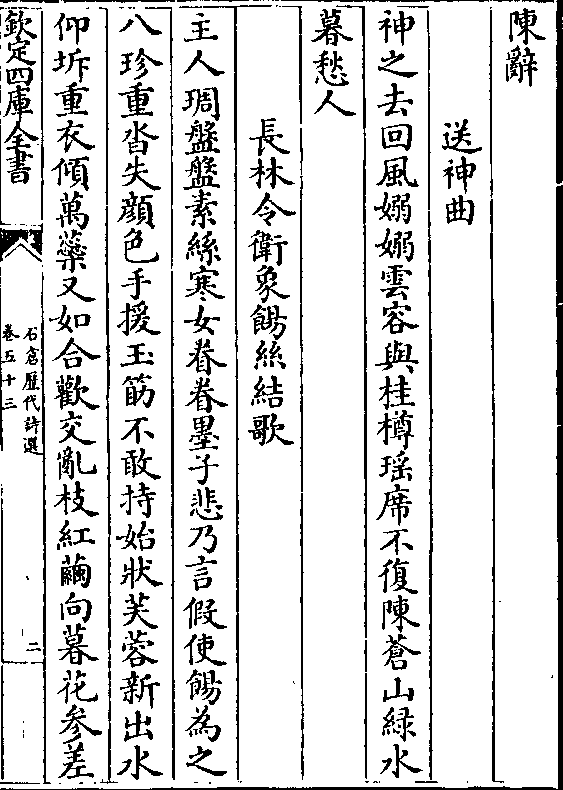 陳辭
送神曲
神之去回風嫋嫋雲容與桂樽瑶席不復陳蒼山緑水
暮愁人
長林令衛象餳絲結歌
主人琱盤盤素絲寒女眷眷墨子悲乃言假使餳為之
八珍重沓失顔色手援玉筯不敢持始狀芙蓉新出水
仰坼重衣傾萬蘂又如合歡交亂枝紅繭向暮花參差
欽定四庫全書
石倉歷代詩選
卷五十三
二